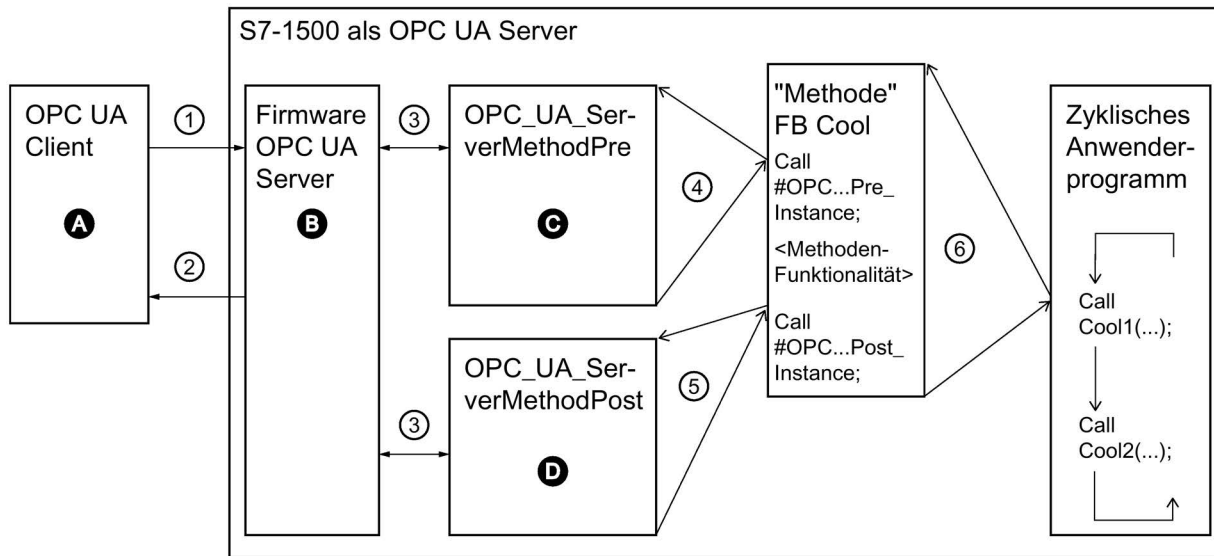 S7-1500 als OPC UA Server
OPC UA
Client
A
①
②
Firmware
OPC UA
Server
B
③
③
OPC_UA_Ser-
verMethodPre
C
④
OPC_UA_Ser-
verMethodPost
D
⑤
"Methode"
FB Cool
Call
#OPC...Pre_
Instance;
<Methoden-
Funktionalität>
Call
#OPC...Post_
Instance;
⑥
Zyklisches
Anwender-
programm
Call
Cool1(...);
Call
Cool2(...);